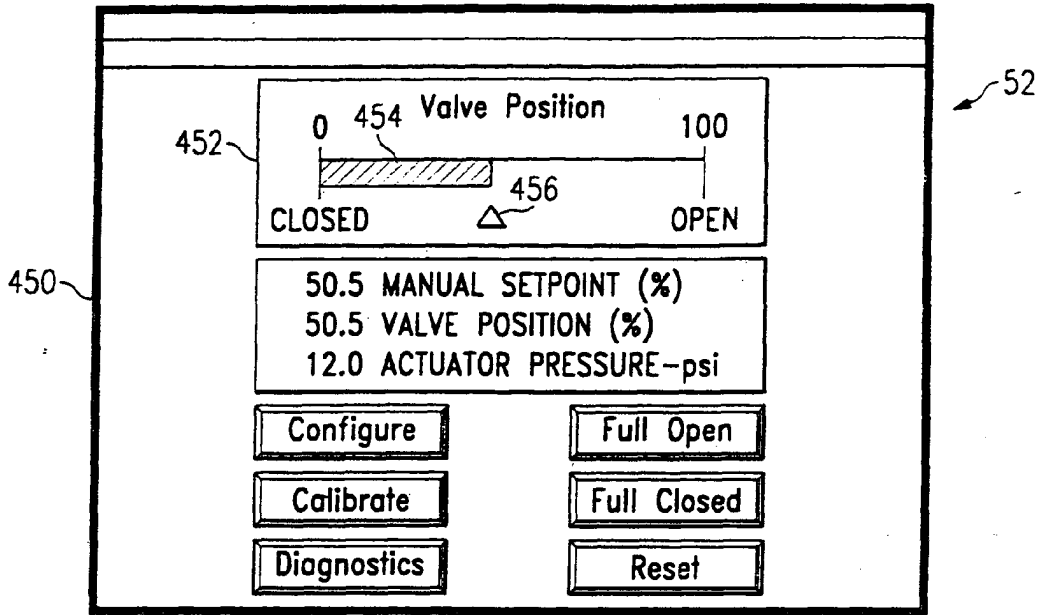 52
Valve Position
0 454 100
452
456
CLOSED OPEN
450
50.5 MANUAL SETPOINT (%)
50.5 VALVE POSITION (%)
12.0 ACTUATOR PRESSURE-psi
Configure Full Open
Calibrate Full Closed
Diagnostics Reset